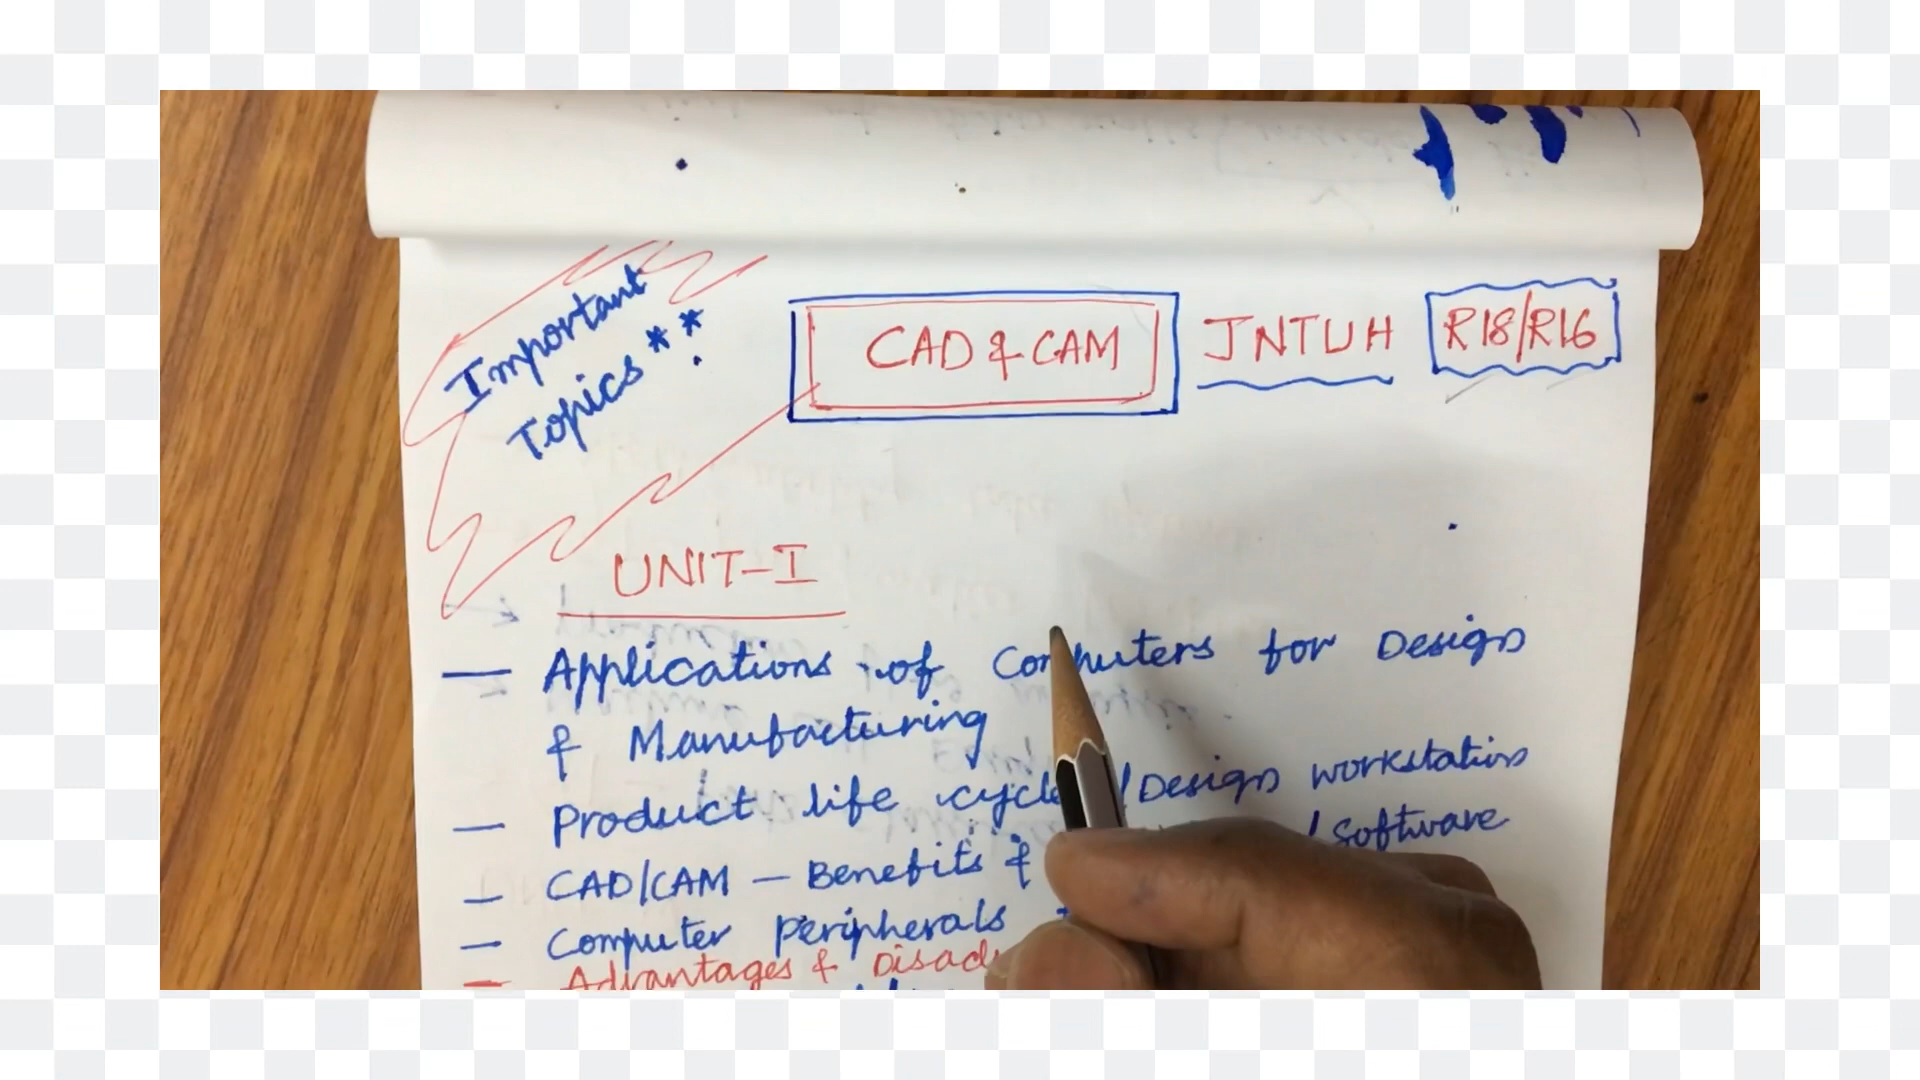 Important
Topics **
CAD & CAM JNTUH R18/R16
UNIT-I
— Applications of Computers for Design
& Manufacturing
— Product life cycle /Design workstation
— CAD/CAM — Benefits & /Software
— Computer peripherals
— Advantages &